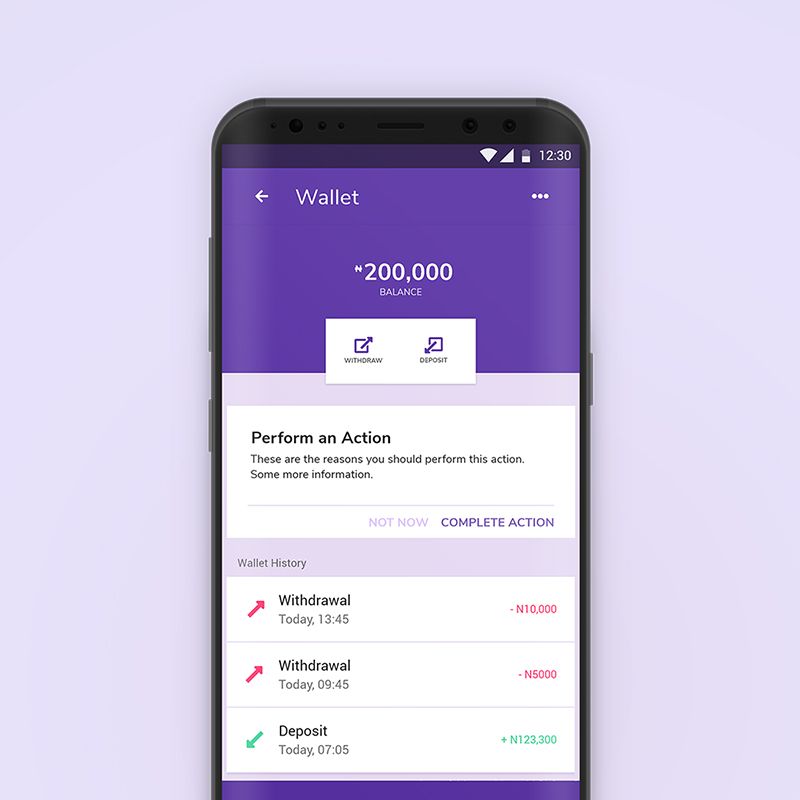 12:30
Wallet
₦200,000
BALANCE
WITHDRAW DEPOSIT
Perform an Action
These are the reasons you should perform this action.
Some more information.
NOT NOW COMPLETE ACTION
Wallet History
Withdrawal
- N10,000
Today, 13:45
Withdrawal
- N5000
Today, 09:45
Deposit
+ N123,300
Today, 07:05